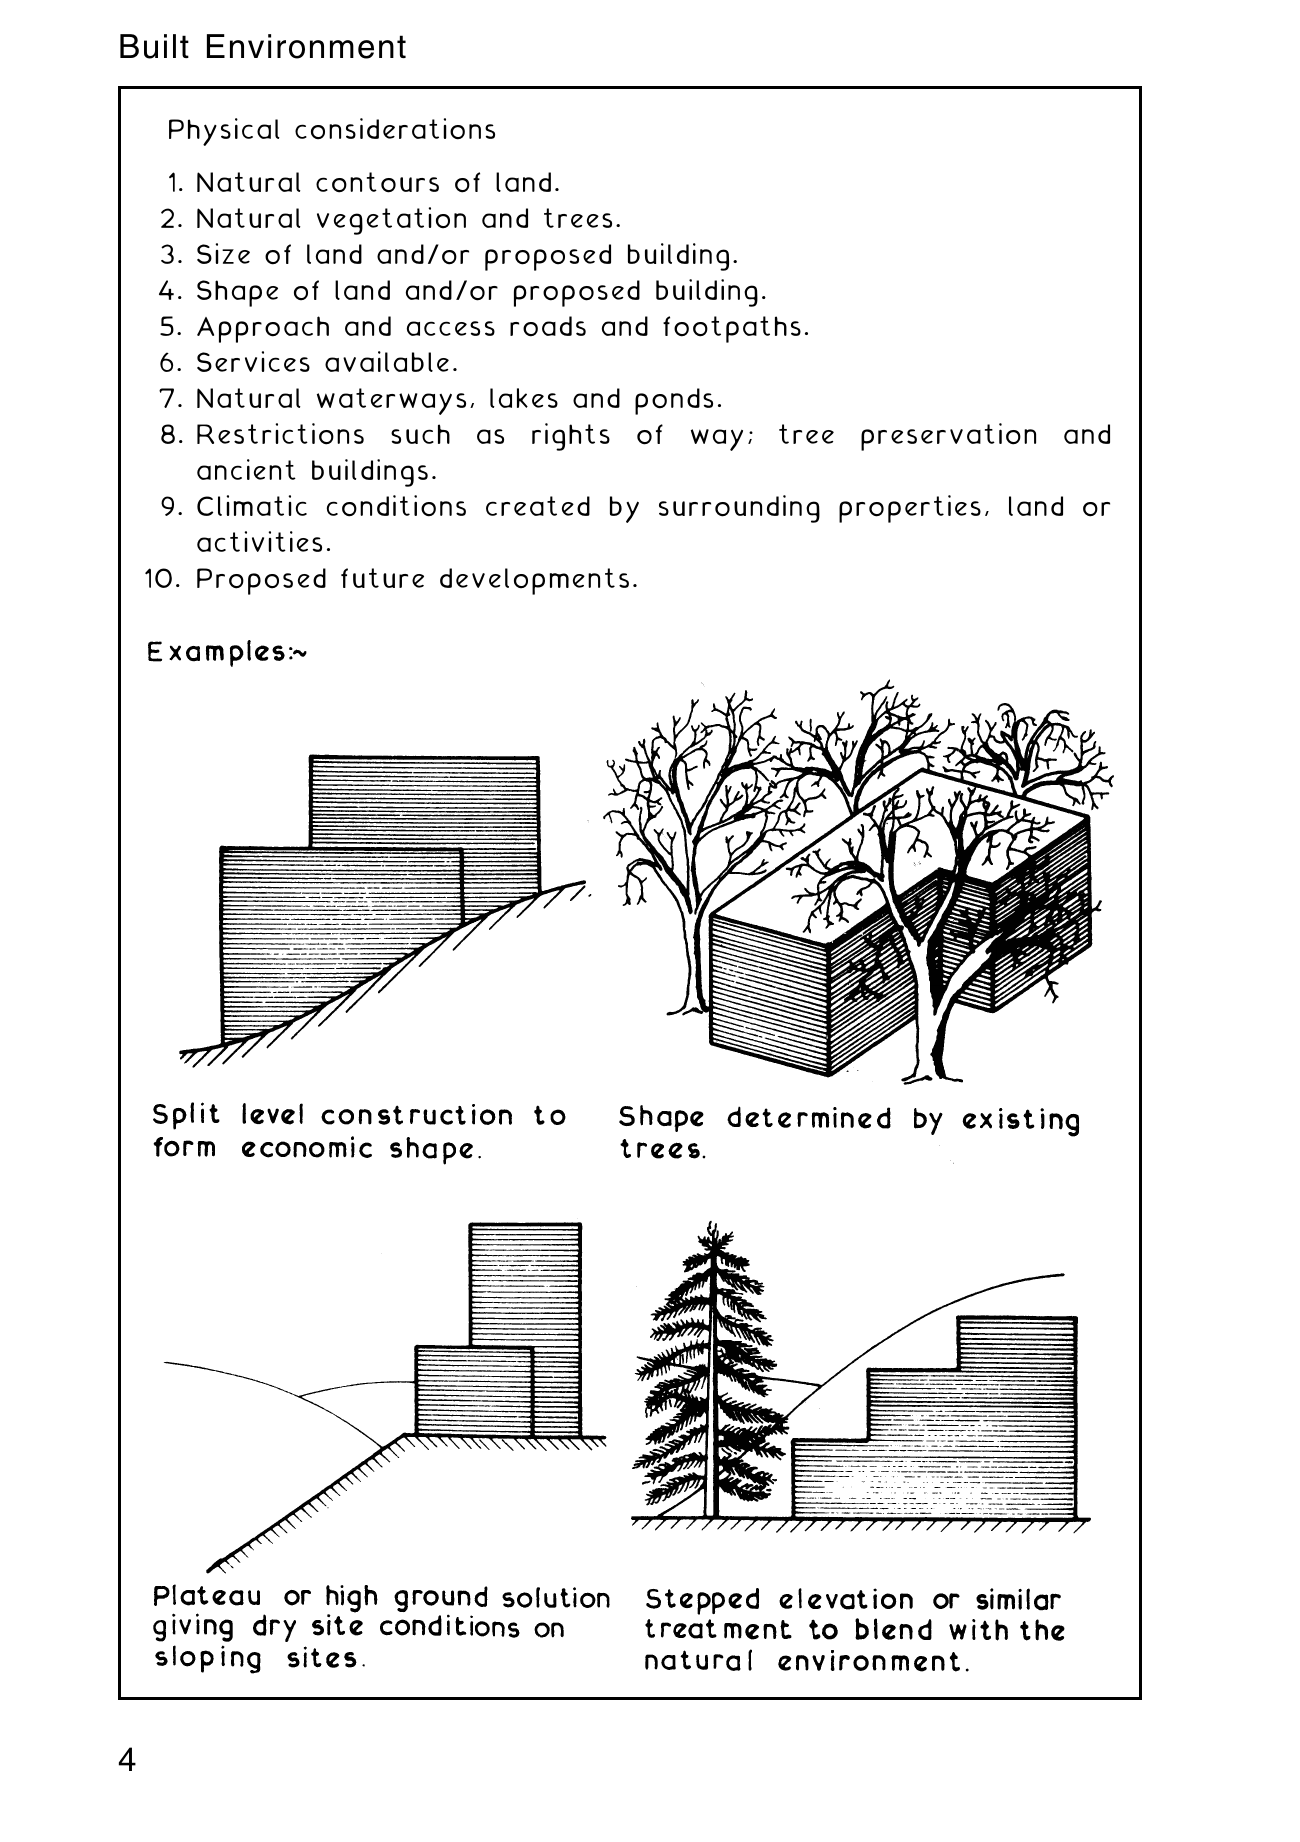 Built Environment
Physical considerations
1. Natural contours of land.
2. Natural vegetation and trees.
3. Size of land and/or proposed building.
4. Shape of land and/or proposed building.
5. Approach and access roads and footpaths.
6. Services available.
7. Natural waterways, lakes and ponds.
8. Restrictions such as rights of way; tree preservation and
ancient buildings.
9. Climatic conditions created by surrounding properties, land or
activities.
10. Proposed future developments.
Examples:~
Split level construction to
form economic shape.
Shape determined by existing
trees.
Plateau or high ground solution
giving dry site conditions on
sloping sites.
Stepped elevation or similar
treatment to blend with the
natural environment.
4